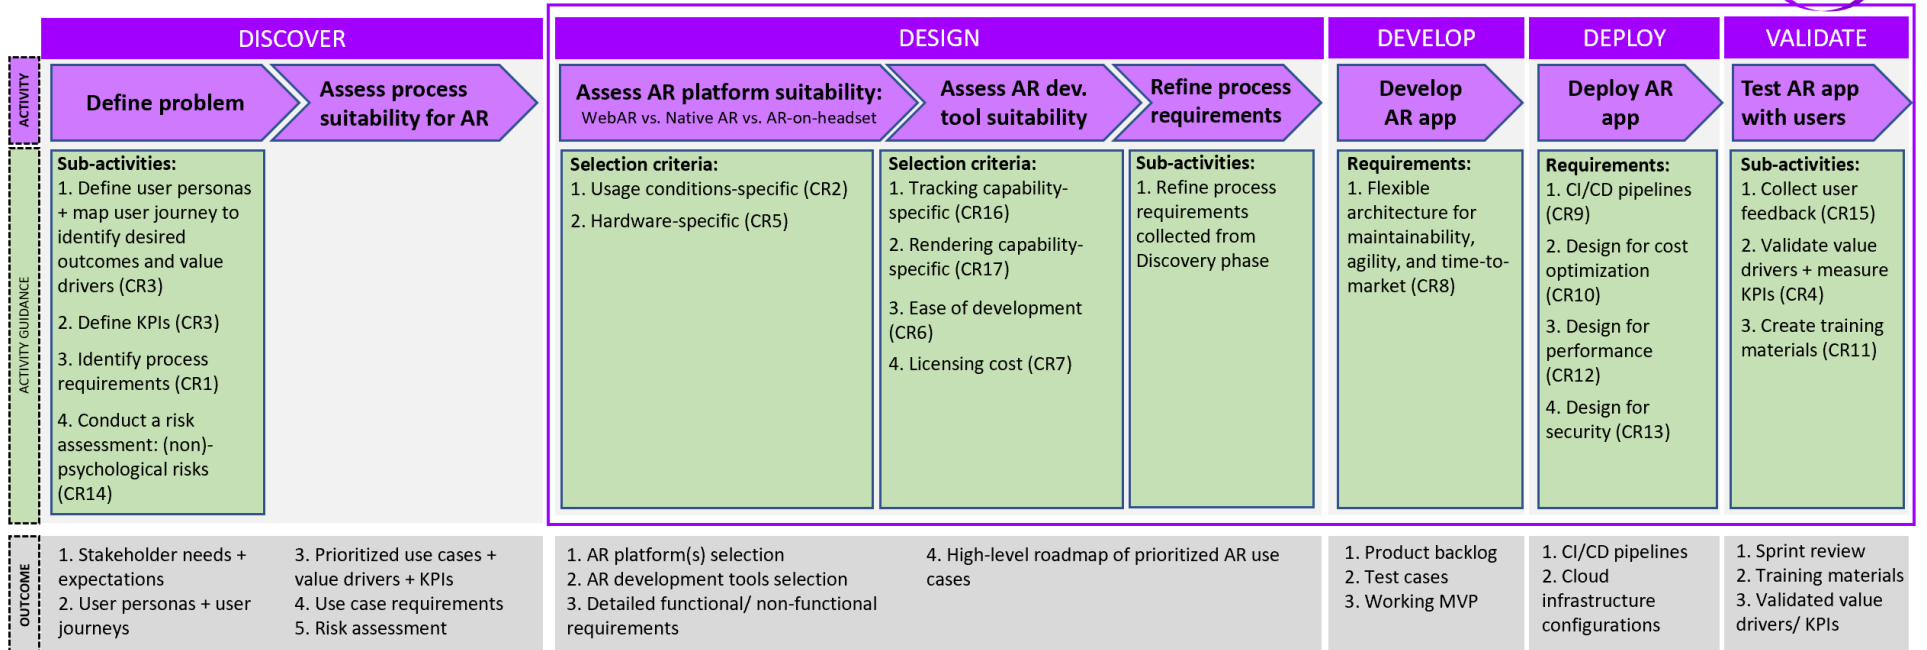 DISCOVER
DESIGN
DEVELOP
DEPLOY
VALIDATE
ACTIVITY
Define problem
Assess process
suitability for AR
Assess AR platform suitability:
WebAR vs. Native AR vs. AR-on-headset
Assess AR dev.
tool suitability
Refine process
requirements
Develop
AR app
Deploy AR
app
Test AR app
with users
ACTIVITY GUIDANCE
Sub-activities:
1. Define user personas
+ map user journey to
identify desired
outcomes and value
drivers (CR3)
2. Define KPIs (CR3)
3. Identify process
requirements (CR1)
4. Conduct a risk
assessment: (non)-
psychological risks
(CR14)
Selection criteria:
1. Usage conditions-specific (CR2)
2. Hardware-specific (CR5)
Selection criteria:
1. Tracking capability-
specific (CR16)
2. Rendering capability-
specific (CR17)
3. Ease of development
(CR6)
4. Licensing cost (CR7)
Sub-activities:
1. Refine process
requirements
collected from
Discovery phase
Requirements:
1. Flexible
architecture for
maintainability,
agility, and time-to-
market (CR8)
Requirements:
1. CI/CD pipelines
(CR9)
2. Design for cost
optimization
(CR10)
3. Design for
performance
(CR12)
4. Design for
security (CR13)
Sub-activities:
1. Collect user
feedback (CR15)
2. Validate value
drivers + measure
KPIs (CR4)
3. Create training
materials (CR11)
OUTCOME
1. Stakeholder needs +
expectations
2. User personas + user
journeys
3. Prioritized use cases +
value drivers + KPIs
4. Use case requirements
5. Risk assessment
1. AR platform(s) selection
2. AR development tools selection
3. Detailed functional/ non-functional
requirements
4. High-level roadmap of prioritized AR use
cases
1. Product backlog
2. Test cases
3. Working MVP
1. CI/CD pipelines
2. Cloud
infrastructure
configurations
1. Sprint review
2. Training materials
3. Validated value
drivers/ KPIs